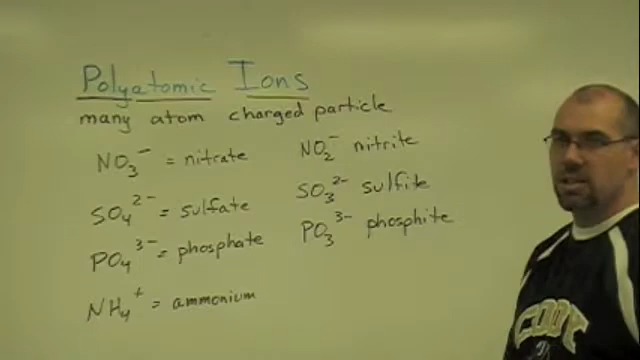 Polyatomic Ions
many atom charged particle
NO₃⁻ = nitrate NO₂⁻ nitrite
SO₄²⁻ = sulfate SO₃²⁻ sulfite
PO₄³⁻ = phosphate PO₃³⁻ phosphite
NH₄⁺ = ammonium
CODY